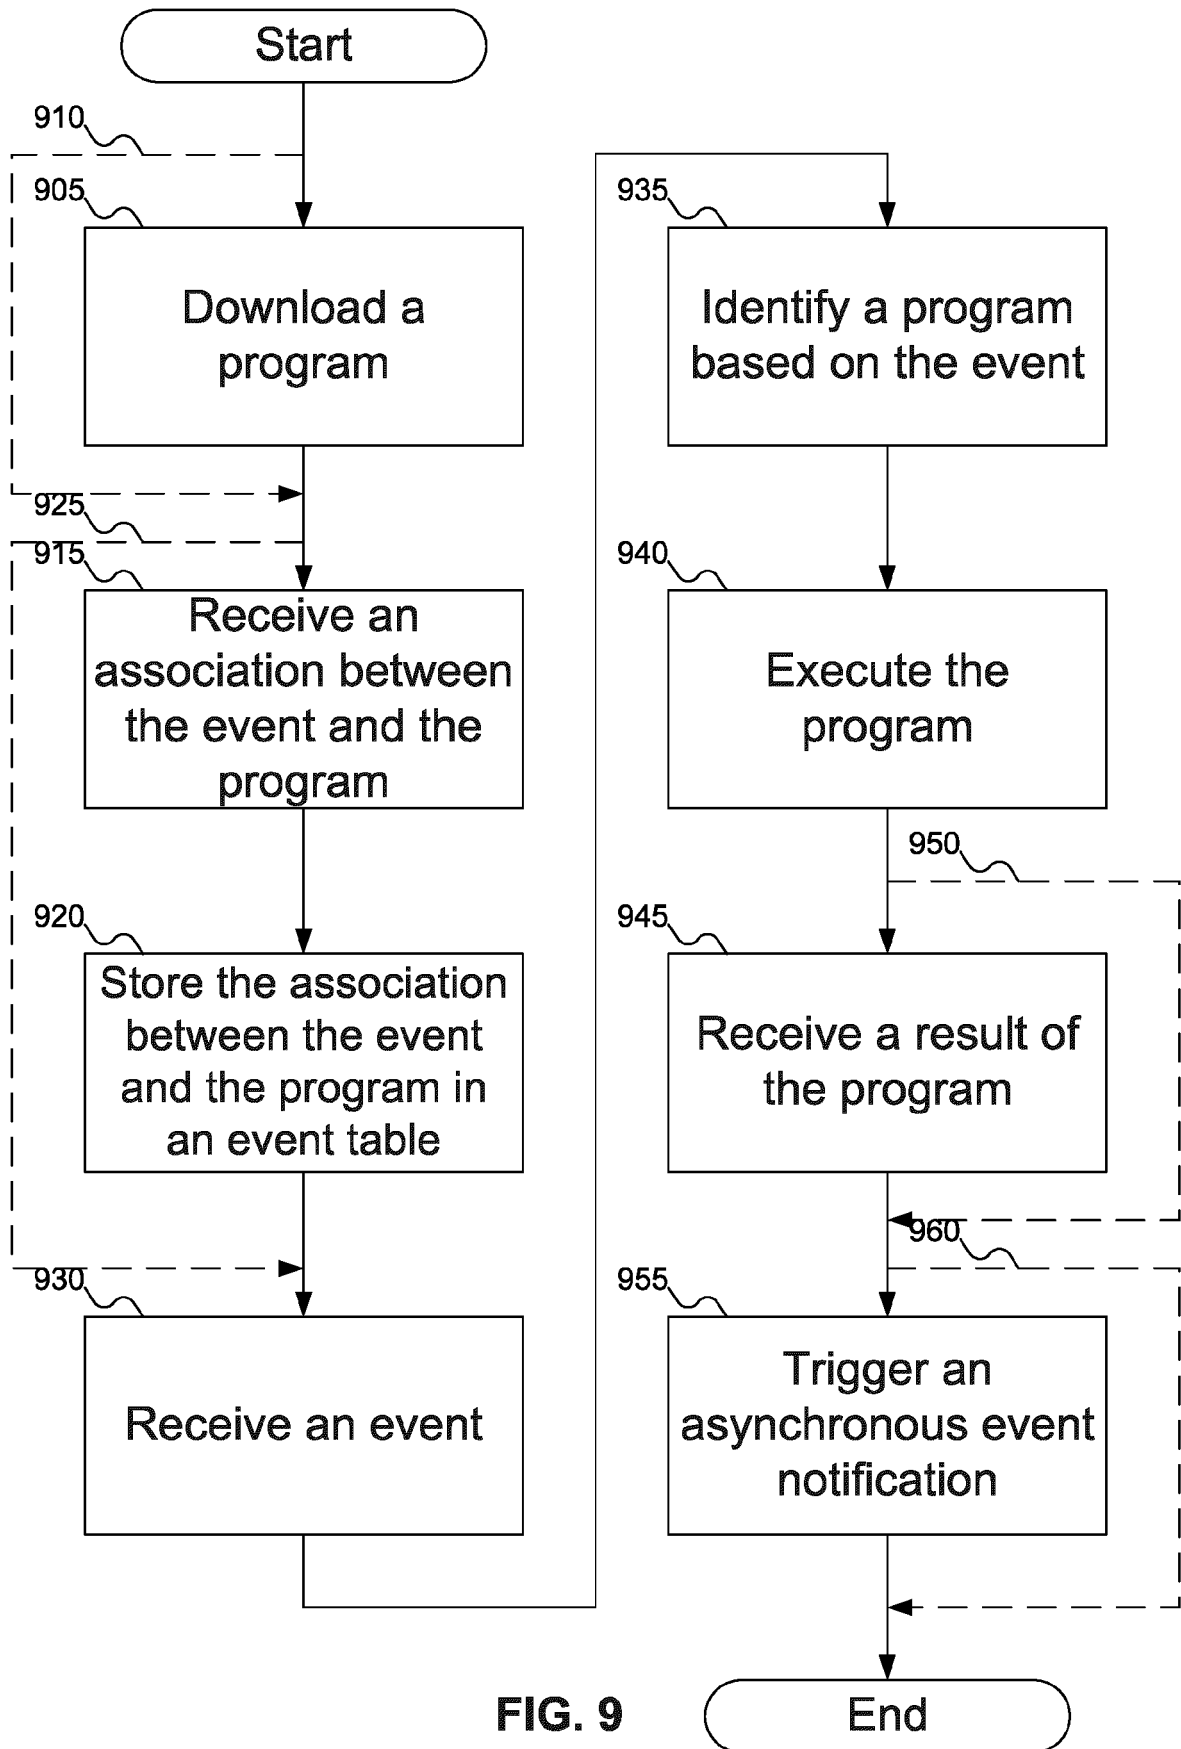 Start
910
905
Download a
program
925
915
Receive an
association between
the event and the
program
920
Store the association
between the event
and the program in
an event table
930
Receive an event
935
Identify a program
based on the event
940
Execute the
program
950
945
Receive a result of
the program
960
955
Trigger an
asynchronous event
notification
End
FIG. 9